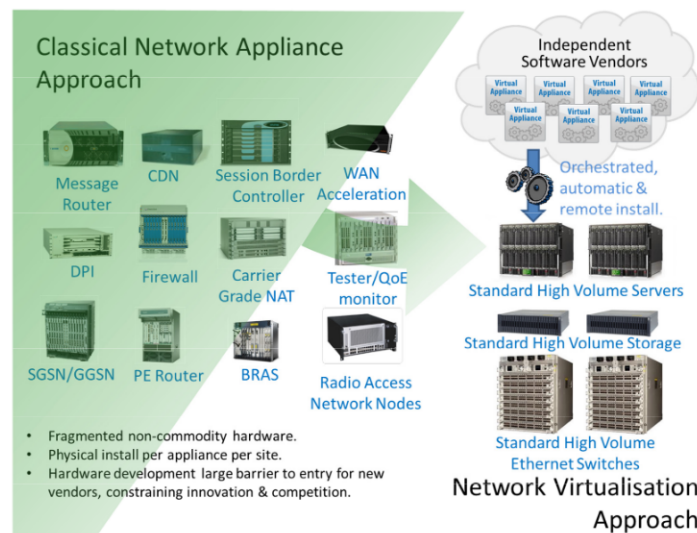 Classical Network Appliance
Approach
Message
Router
CDN
Session Border
Controller
WAN
Acceleration
DPI
Firewall
Carrier
Grade NAT
Tester/QoE
monitor
SGSN/GGSN
PE Router
BRAS
Radio Access
Network Nodes
• Fragmented non-commodity hardware.
• Physical install per appliance per site.
• Hardware development large barrier to entry for new
vendors, constraining innovation & competition.
Independent
Software Vendors
Virtual
Appliance
Virtual
Appliance
Virtual
Appliance
Virtual
Appliance
Virtual
Appliance
Virtual
Appliance
Virtual
Appliance
Orchestrated,
automatic &
remote install.
Standard High Volume Servers
Standard High Volume Storage
Standard High Volume
Ethernet Switches
Network Virtualisation
Approach